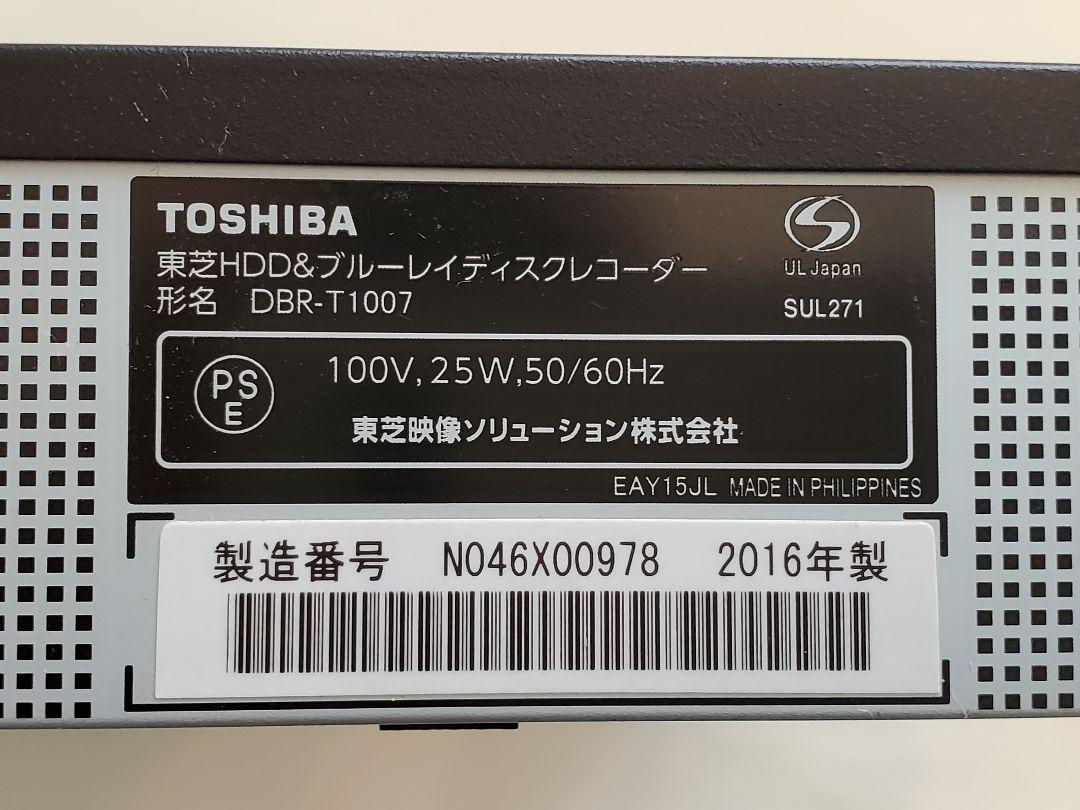 TOSHIBA
東芝HDD&ブルーレイディスクレコーダー
形名 DBR-T1007
UL Japan
SUL271
PS
E
100V,25W,50/60Hz
東芝映像ソリューション株式会社
EAY15JL MADE IN PHILIPPINES
製造番号 N046X00978 2016年製